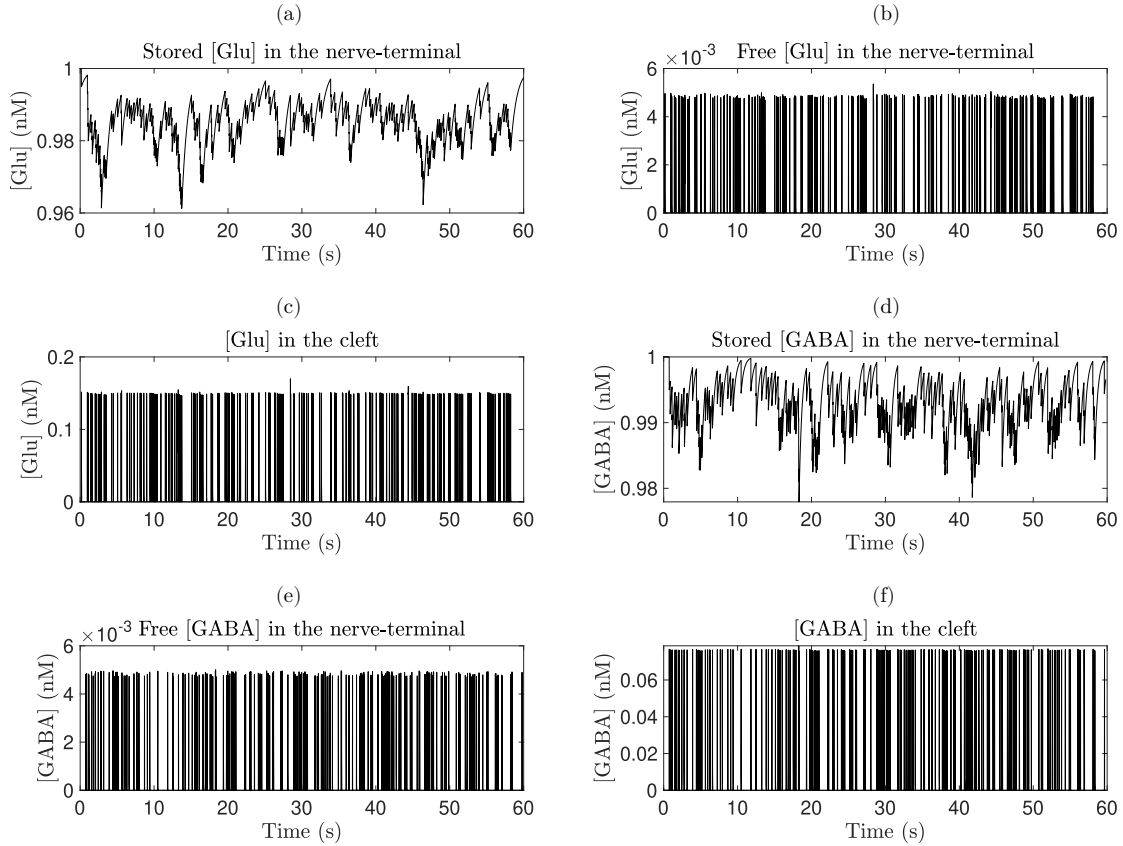 (a)
Stored [Glu] in the nerve-terminal
1
0.98
0.96
[Glu] (nM)
0 10 20 30 40 50 60
Time (s)
(b)
×10-3
Free [Glu] in the nerve-terminal
6
4
2
0
[Glu] (nM)
0 10 20 30 40 50 60
Time (s)
(c)
[Glu] in the cleft
0.2
0.1
0
[Glu] (nM)
0 10 20 30 40 50 60
Time (s)
(d)
Stored [GABA] in the nerve-terminal
1
0.99
0.98
[GABA] (nM)
0 10 20 30 40 50 60
Time (s)
(e)
×10-3 Free [GABA] in the nerve-terminal
6
4
2
0
[GABA] (nM)
0 10 20 30 40 50 60
Time (s)
(f)
[GABA] in the cleft
0.06
0.04
0.02
0
[GABA] (nM)
0 10 20 30 40 50 60
Time (s)